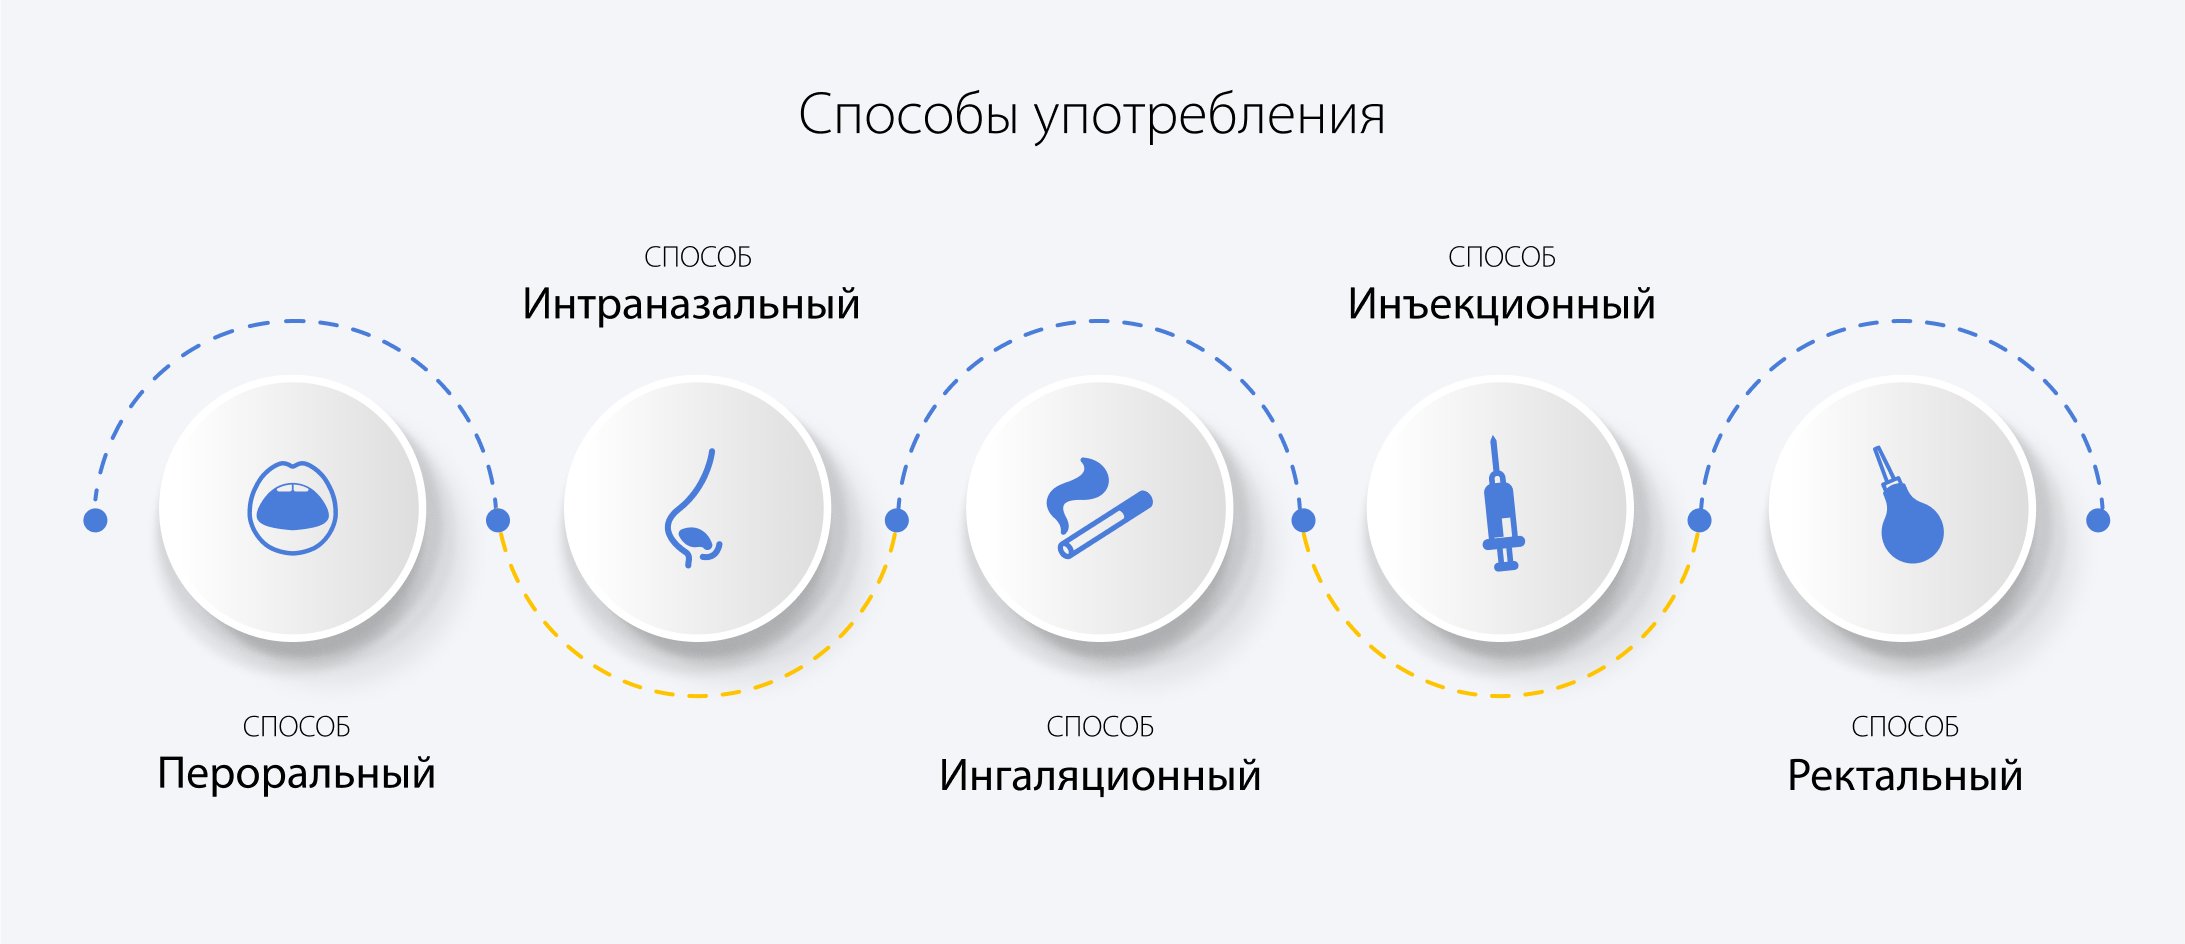 Способы употребления
СПОСОБ
Пероральный
СПОСОБ
Интраназальный
СПОСОБ
Ингаляционный
СПОСОБ
Инъекционный
СПОСОБ
Ректальный